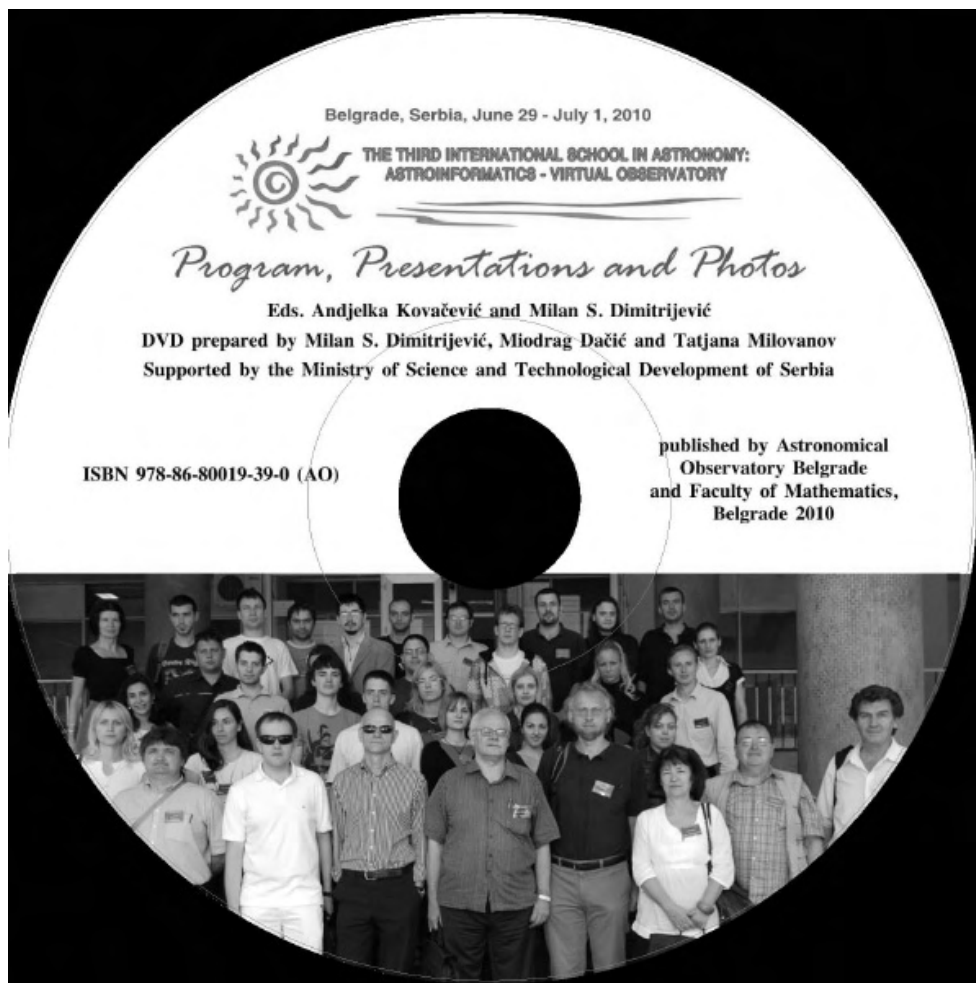 Belgrade, Serbia, June 29 - July 1, 2010
THE THIRD INTERNATIONAL SCHOOL IN ASTRONOMY:
ASTROINFORMATICS - VIRTUAL OBSERVATORY
Program, Presentations and Photos
Eds. Andjelka Kovačević and Milan S. Dimitrijević
DVD prepared by Milan S. Dimitrijević, Miodrag Dačić and Tatjana Milovanov
Supported by the Ministry of Science and Technological Development of Serbia
ISBN 978-86-80019-39-0 (AO)
published by Astronomical
Observatory Belgrade
and Faculty of Mathematics,
Belgrade 2010